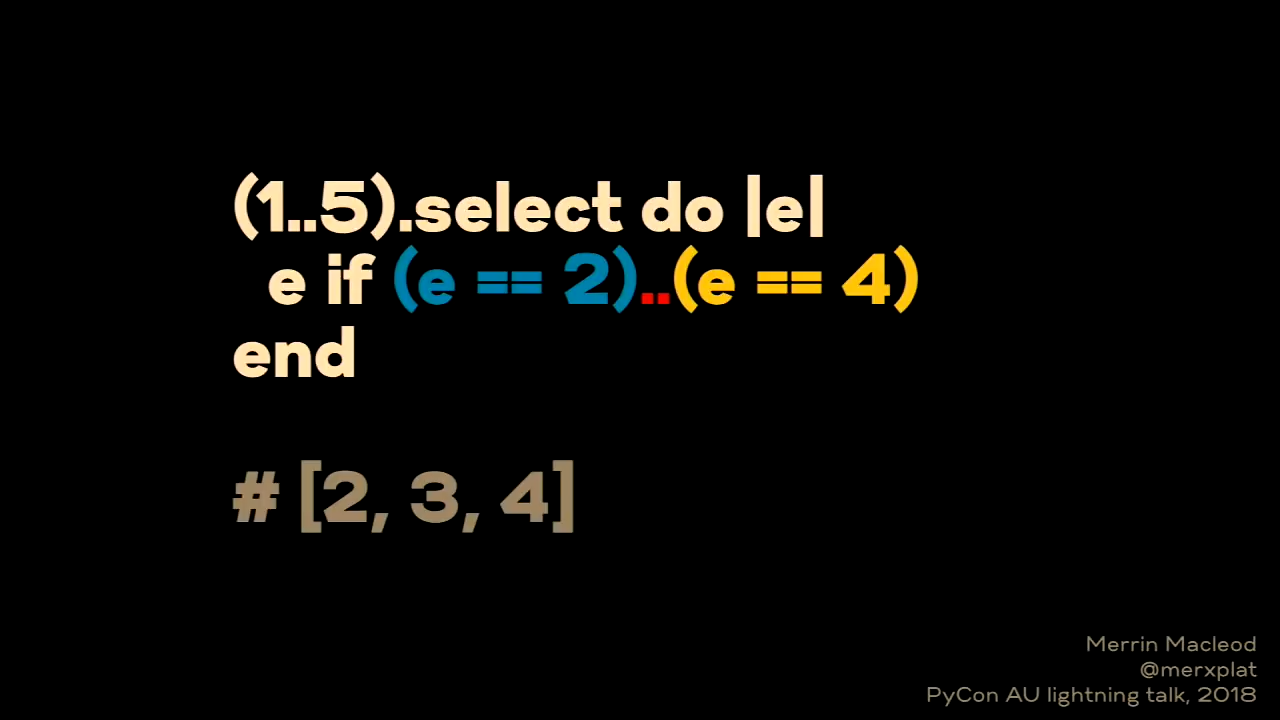 (1..5).select do |e|
e if (e == 2)..(e == 4)
end
# [2, 3, 4]
Merrin Macleod
@merxplat
PyCon AU lightning talk, 2018